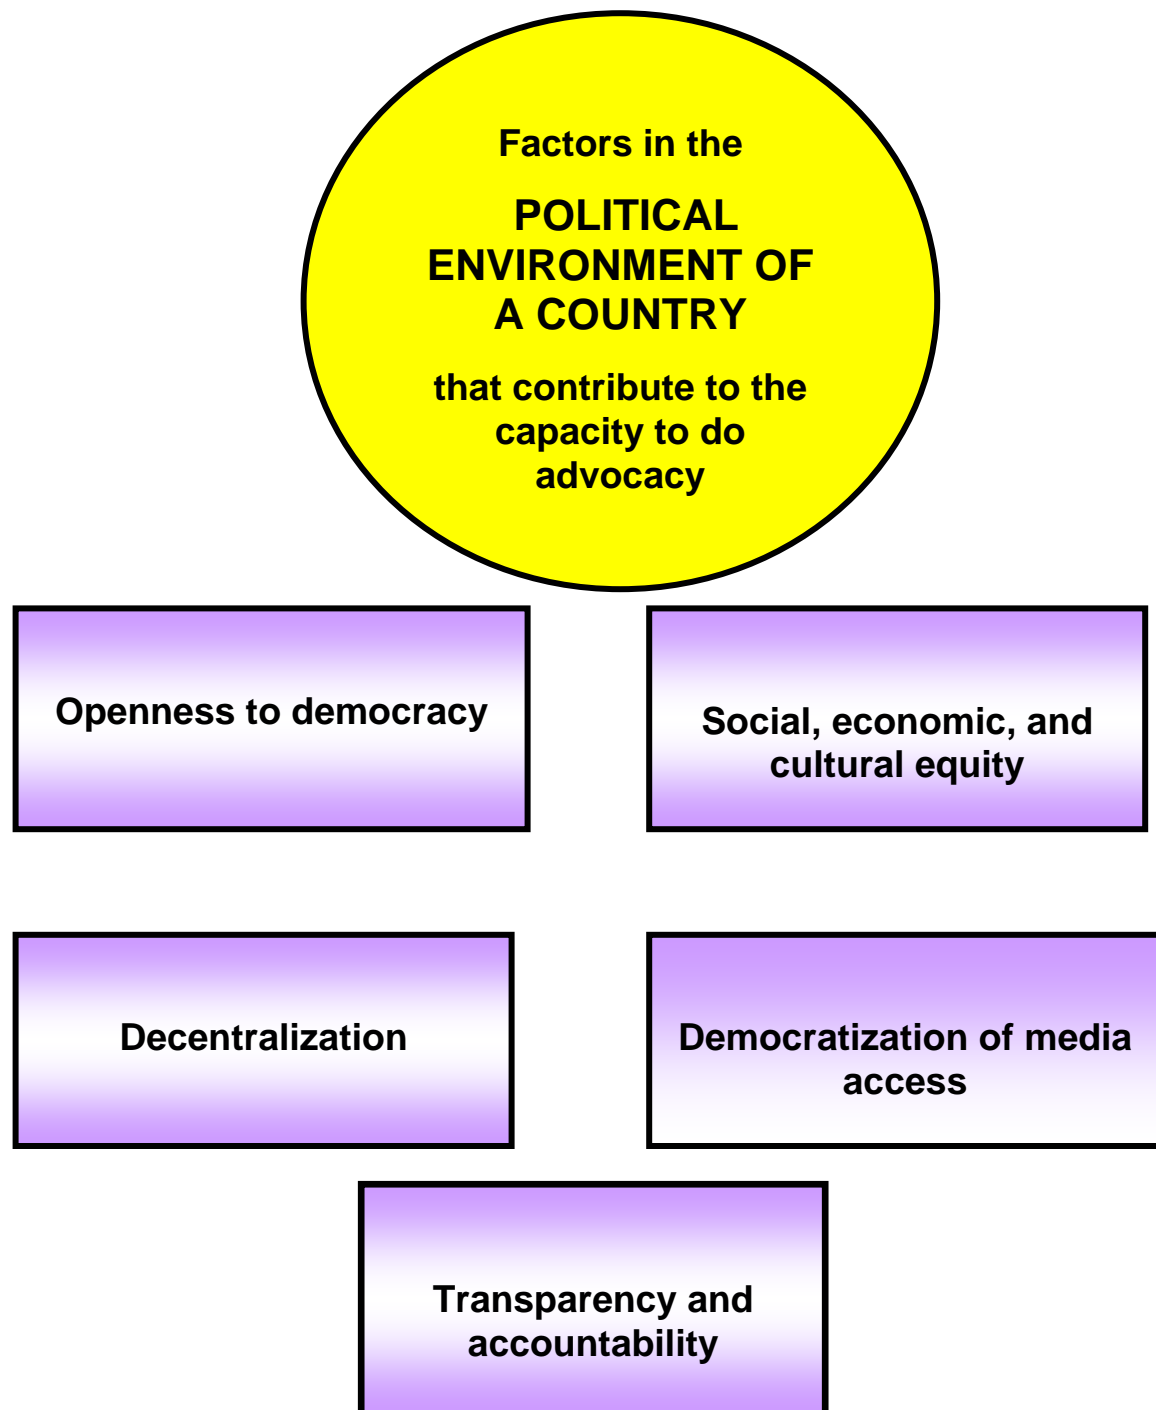 Factors in the
POLITICAL
ENVIRONMENT OF
A COUNTRY
that contribute to the
capacity to do
advocacy
Openness to democracy
Social, economic, and
cultural equity
Decentralization
Democratization of media
access
Transparency and
accountability